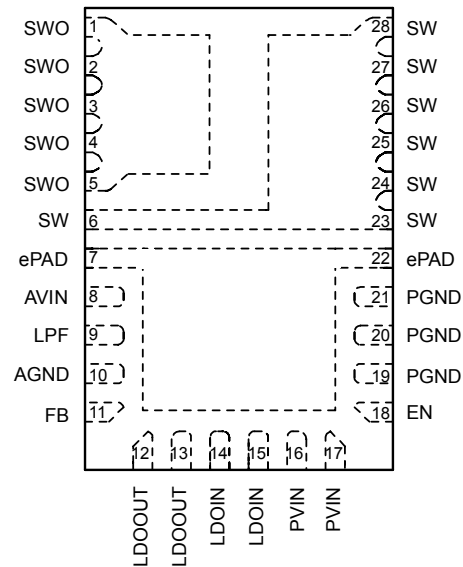 SWO 1 28 SW
SWO 2 27 SW
SWO 3 26 SW
SWO 4 25 SW
SWO 5 24 SW
SW 6 23 SW
ePAD 7 22 ePAD
AVIN 8 21 PGND
LPF 9 20 PGND
AGND 10 19 PGND
FB 11 18 EN
12 13 14 15 16 17
LDOOUT
LDOOUT
LDOIN
LDOIN
PVIN
PVIN